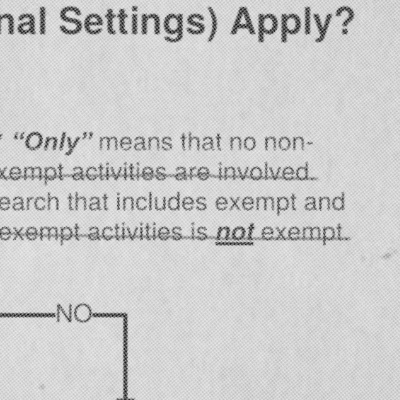 nal Settings) Apply?
“Only” means that no non-
xempt activities are involved.
earch that includes exempt and
exempt activities is not exempt.
NO